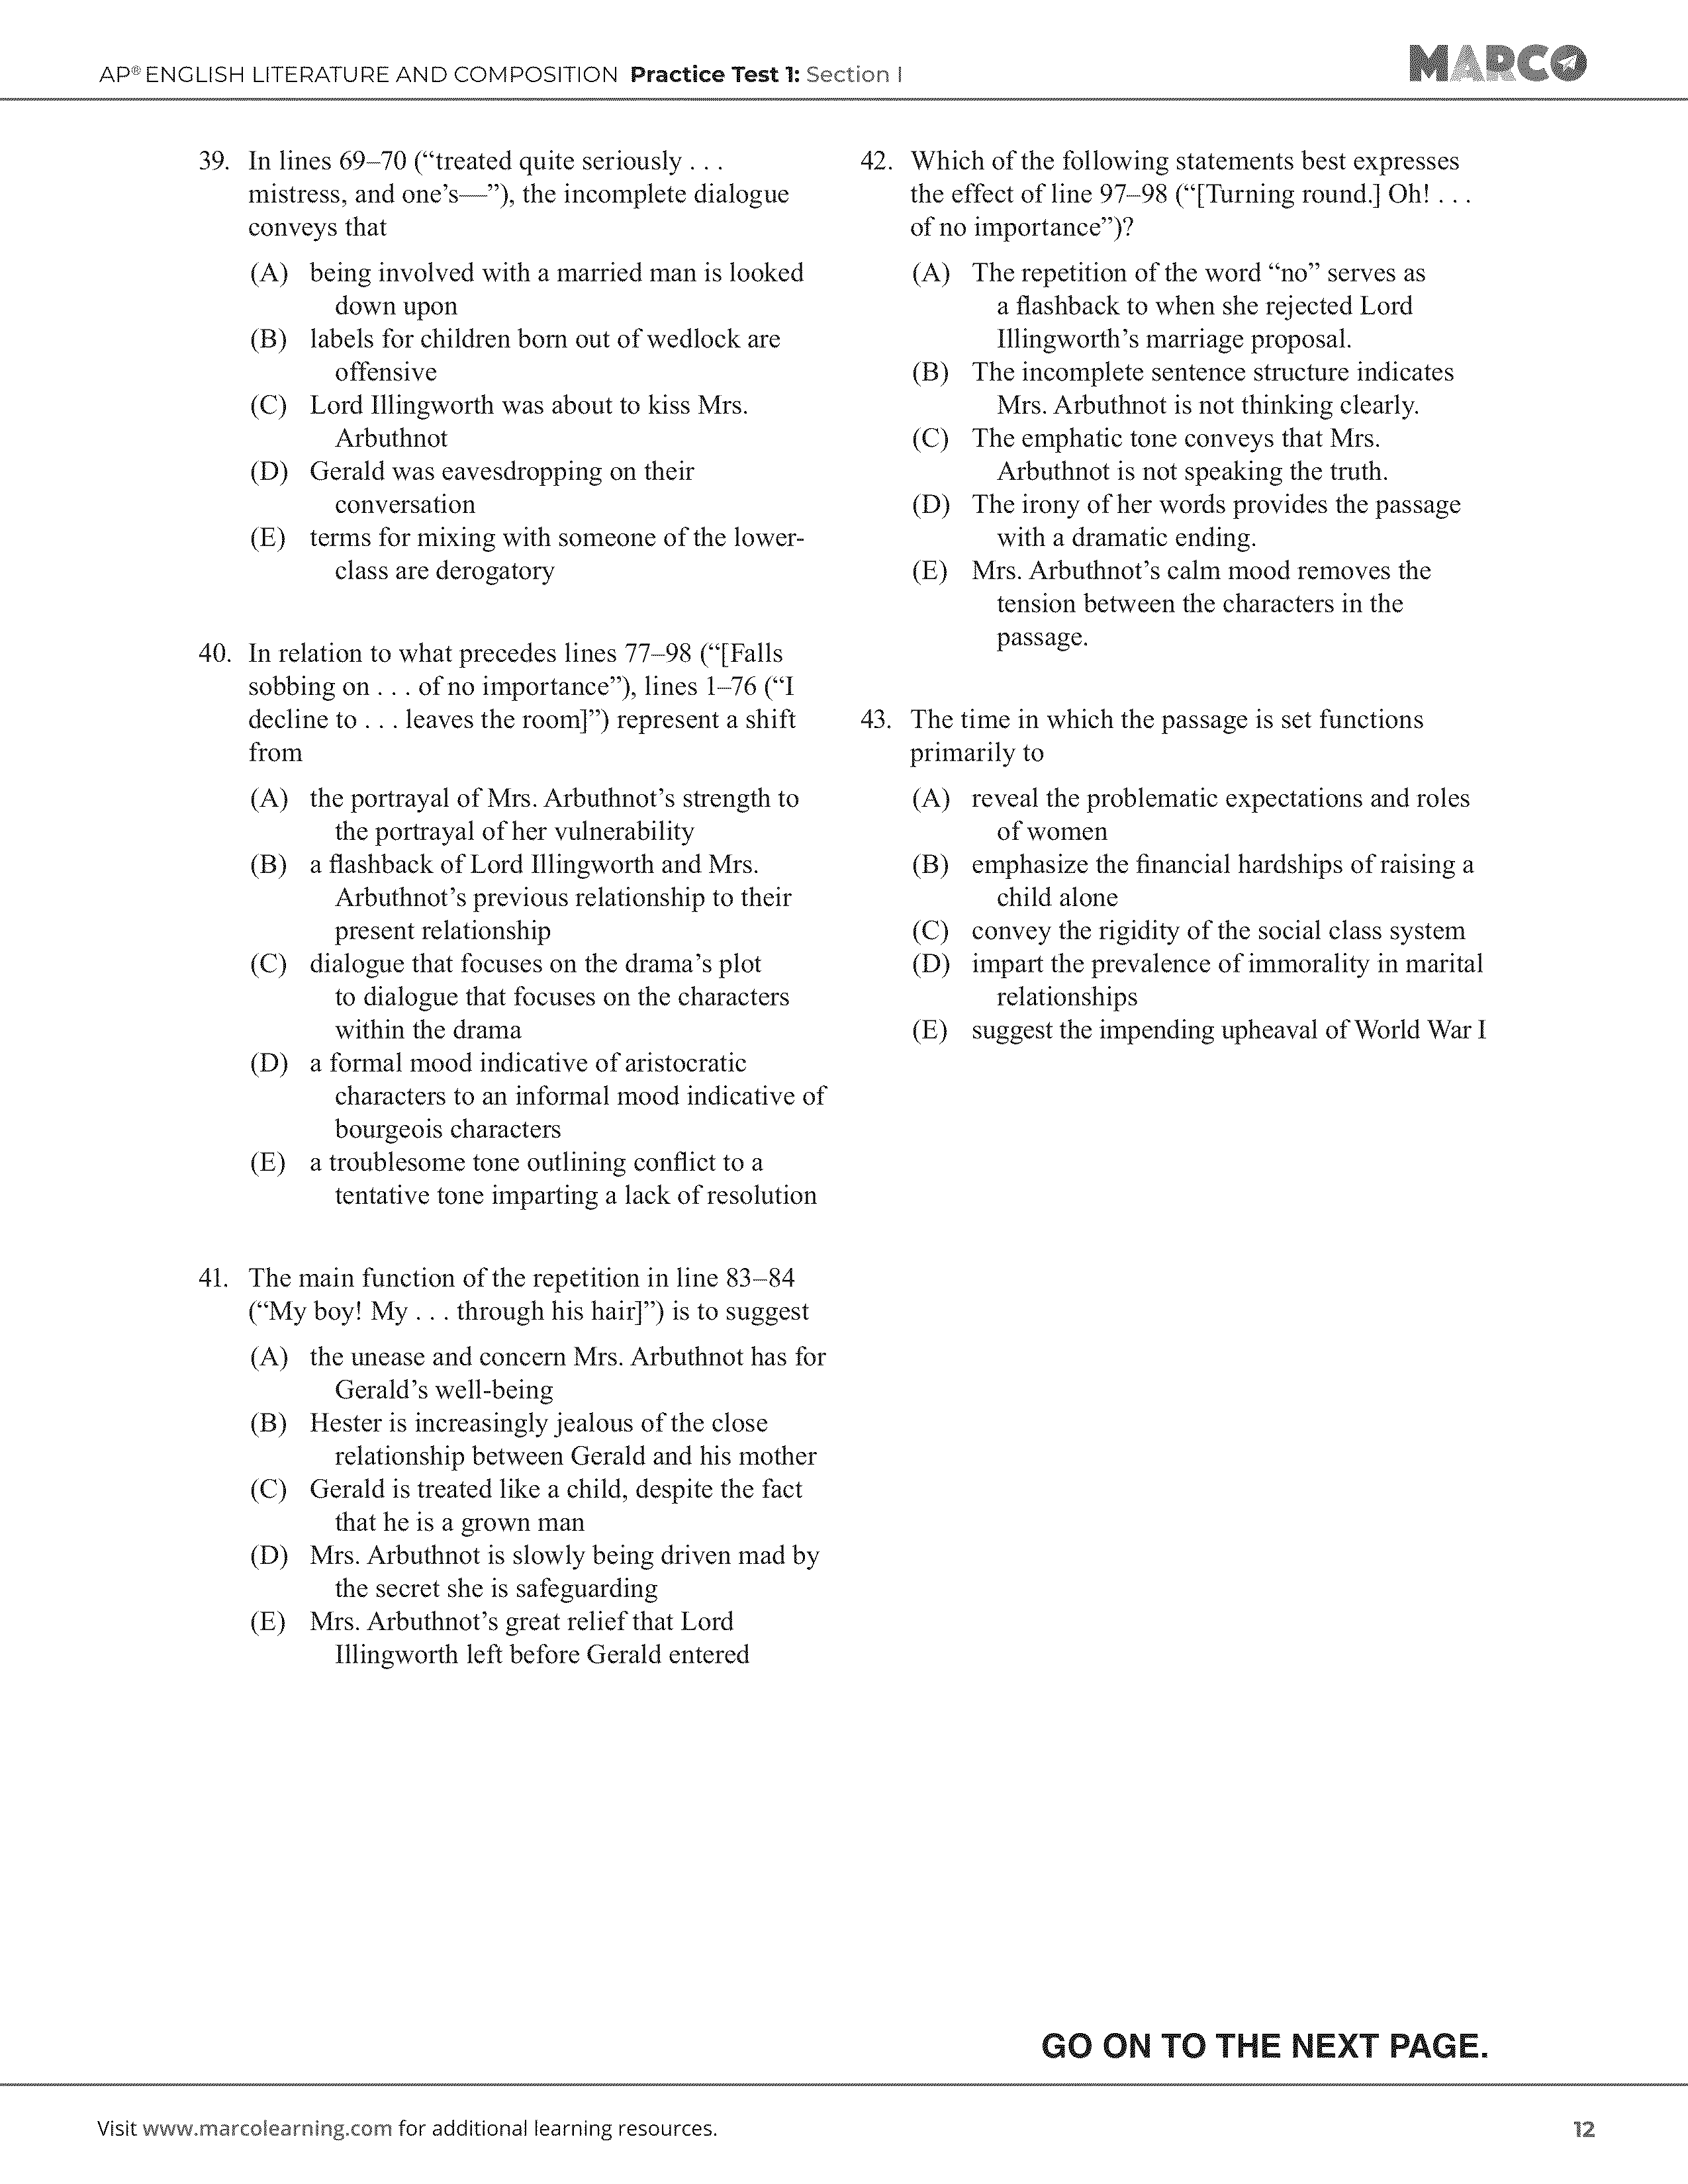 AP® ENGLISH LITERATURE AND COMPOSITION Practice Test 1: Section I
MARCO
39. In lines 69–70 (“treated quite seriously . . .
mistress, and one’s—”), the incomplete dialogue
conveys that
(A) being involved with a married man is looked
down upon
(B) labels for children born out of wedlock are
offensive
(C) Lord Illingworth was about to kiss Mrs.
Arbuthnot
(D) Gerald was eavesdropping on their
conversation
(E) terms for mixing with someone of the lower-
class are derogatory
40. In relation to what precedes lines 77–98 (“[Falls
sobbing on . . . of no importance”), lines 1–76 (“I
decline to . . . leaves the room]”) represent a shift
from
(A) the portrayal of Mrs. Arbuthnot’s strength to
the portrayal of her vulnerability
(B) a flashback of Lord Illingworth and Mrs.
Arbuthnot’s previous relationship to their
present relationship
(C) dialogue that focuses on the drama’s plot
to dialogue that focuses on the characters
within the drama
(D) a formal mood indicative of aristocratic
characters to an informal mood indicative of
bourgeois characters
(E) a troublesome tone outlining conflict to a
tentative tone imparting a lack of resolution
41. The main function of the repetition in line 83–84
(“My boy! My . . . through his hair]”) is to suggest
(A) the unease and concern Mrs. Arbuthnot has for
Gerald’s well-being
(B) Hester is increasingly jealous of the close
relationship between Gerald and his mother
(C) Gerald is treated like a child, despite the fact
that he is a grown man
(D) Mrs. Arbuthnot is slowly being driven mad by
the secret she is safeguarding
(E) Mrs. Arbuthnot’s great relief that Lord
Illingworth left before Gerald entered
42. Which of the following statements best expresses
the effect of line 97–98 (“[Turning round.] Oh! . . .
of no importance”)?
(A) The repetition of the word “no” serves as
a flashback to when she rejected Lord
Illingworth’s marriage proposal.
(B) The incomplete sentence structure indicates
Mrs. Arbuthnot is not thinking clearly.
(C) The emphatic tone conveys that Mrs.
Arbuthnot is not speaking the truth.
(D) The irony of her words provides the passage
with a dramatic ending.
(E) Mrs. Arbuthnot’s calm mood removes the
tension between the characters in the
passage.
43. The time in which the passage is set functions
primarily to
(A) reveal the problematic expectations and roles
of women
(B) emphasize the financial hardships of raising a
child alone
(C) convey the rigidity of the social class system
(D) impart the prevalence of immorality in marital
relationships
(E) suggest the impending upheaval of World War I
GO ON TO THE NEXT PAGE.
Visit www.marcolearning.com for additional learning resources.
12